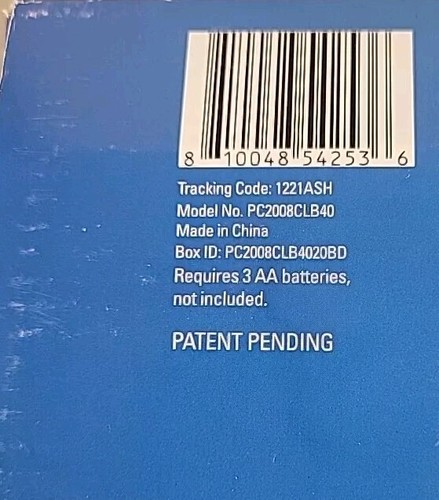 8 10048 54253 6
Tracking Code: 1221ASH
Model No. PC2008CLB40
Made in China
Box ID: PC2008CLB4020BD
Requires 3 AA batteries,
not included.
PATENT PENDING